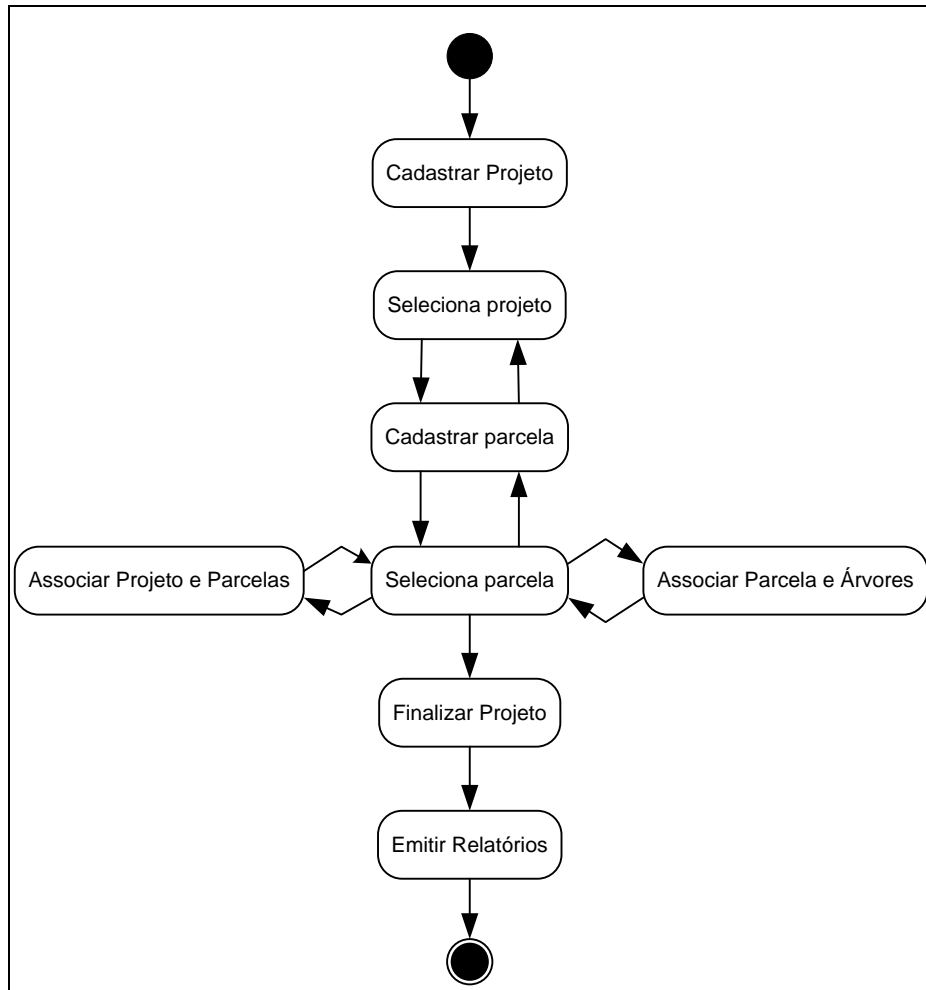 Cadastrar Projeto
Seleciona projeto
Cadastrar parcela
Associar Projeto e Parcelas
Seleciona parcela
Associar Parcela e Árvores
Finalizar Projeto
Emitir Relatórios